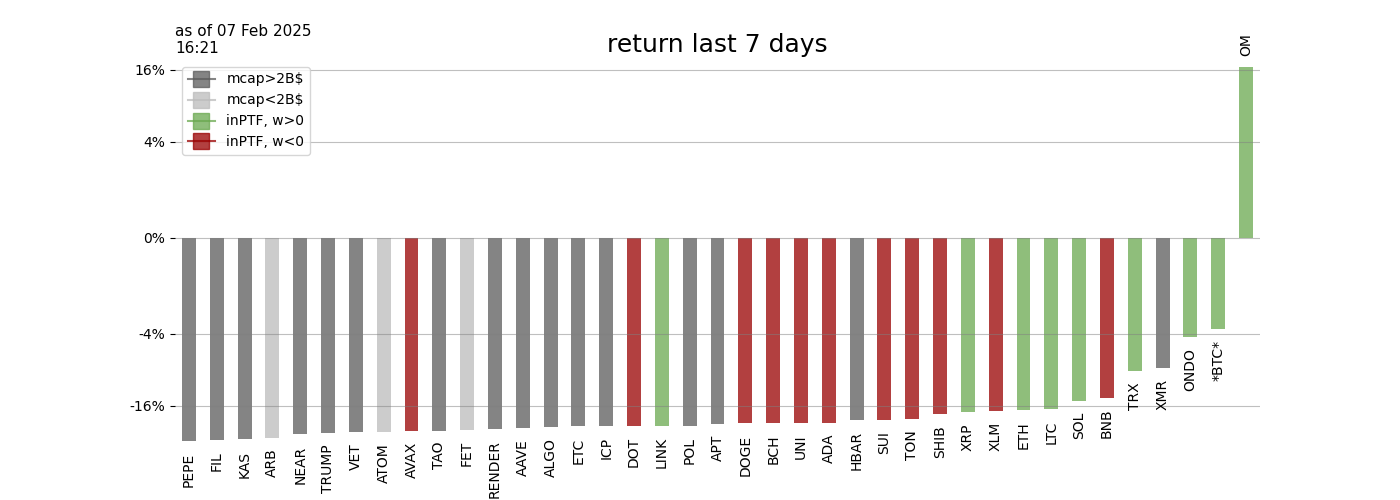 as of 07 Feb 2025
16:21
return last 7 days
mcap>2B$
mcap<2B$
inPTF, w>0
inPTF, w<0
16%
4%
0%
-4%
-16%
PEPE
FIL
KAS
ARB
NEAR
TRUMP
VET
ATOM
AVAX
TAO
FET
RENDER
AAVE
ALGO
ETC
ICP
DOT
LINK
POL
APT
DOGE
BCH
UNI
ADA
HBAR
SUI
TON
SHIB
XRP
XLM
ETH
LTC
SOL
BNB
TRX
XMR
ONDO
*BTC*
OM